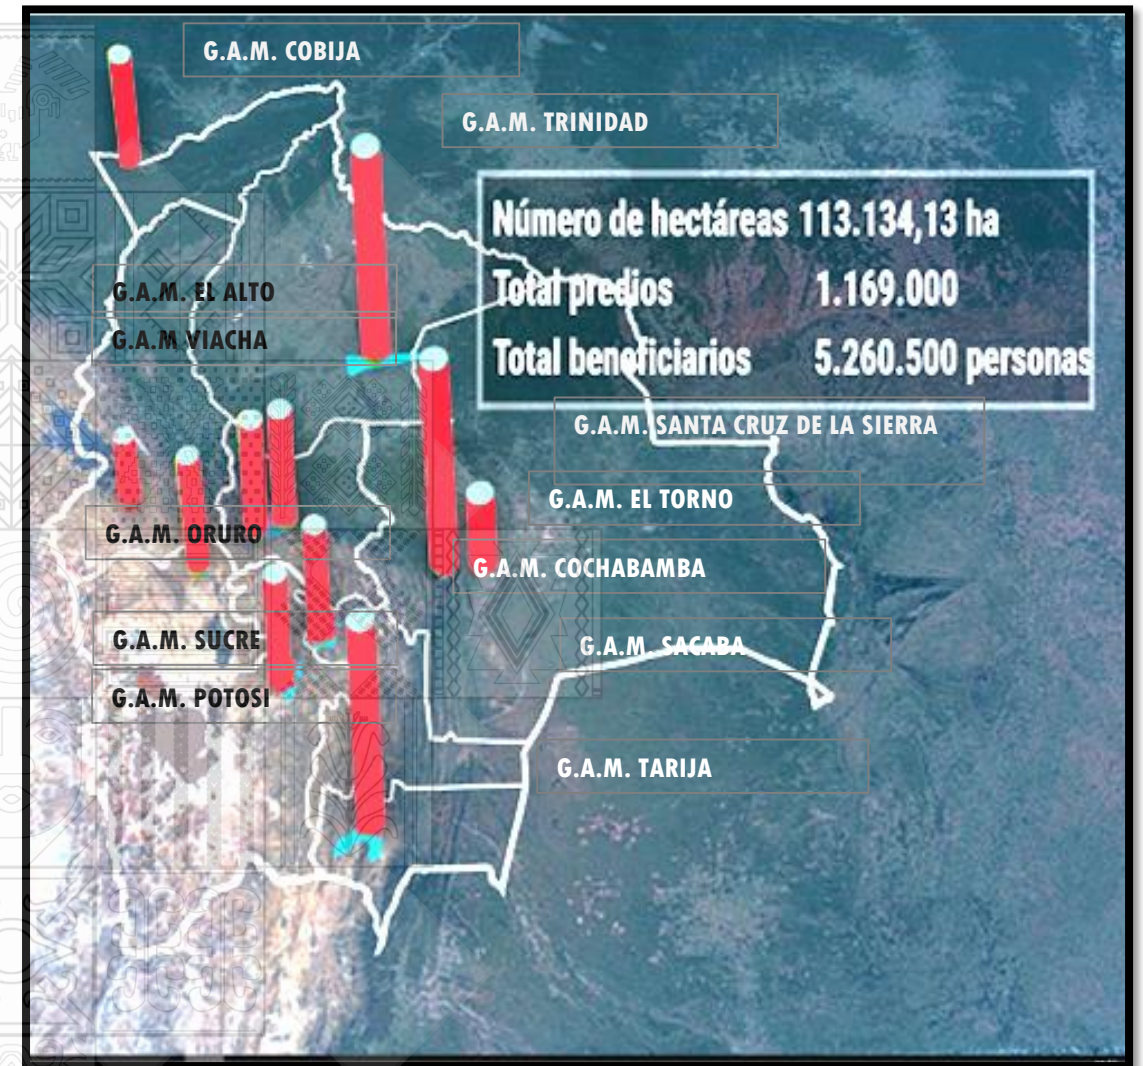 G.A.M. COBIJA
G.A.M. TRINIDAD
Número de hectáreas 113.134,13 ha
Total predios 1.169.000
Total beneficiarios 5.260.500 personas
G.A.M. EL ALTO
G.A.M VIACHA
G.A.M. SANTA CRUZ DE LA SIERRA
G.A.M. EL TORNO
G.A.M. ORURO
G.A.M. COCHABAMBA
G.A.M. SUCRE
G.A.M. SACABA
G.A.M. POTOSI
G.A.M. TARIJA